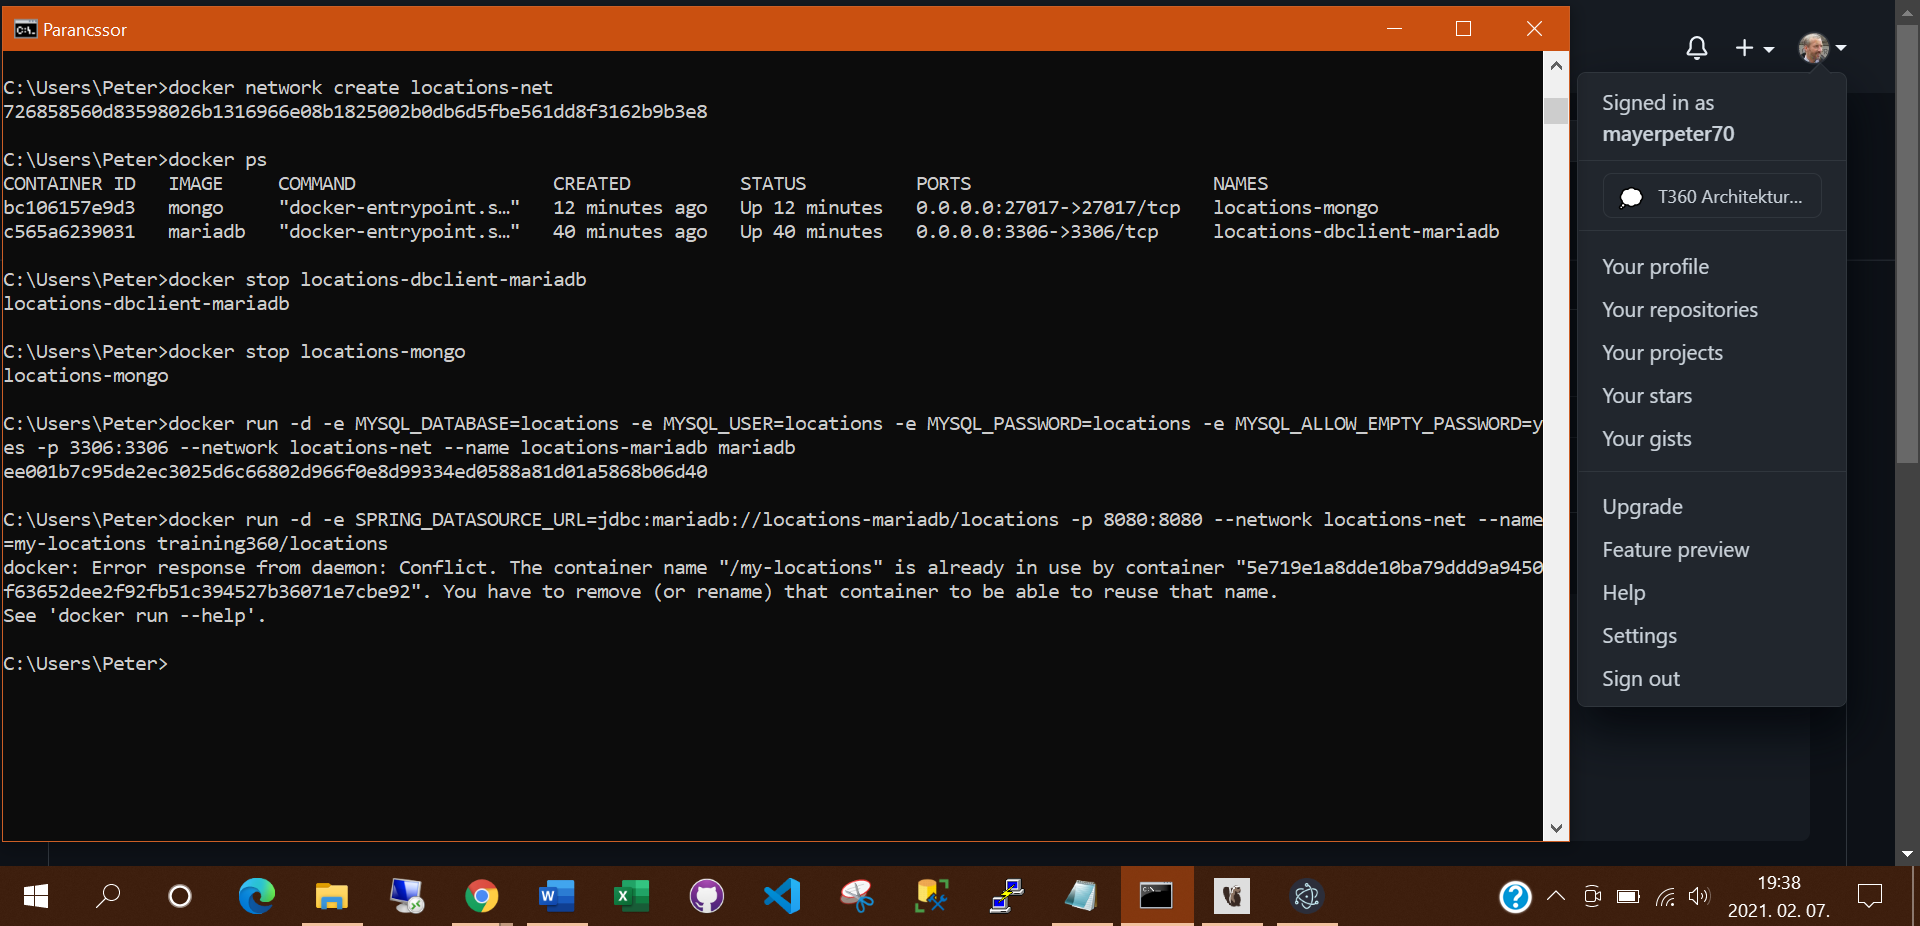 Parancssor
C:\Users\Peter>docker network create locations-net
726858560d83598026b1316966e08b1825002b0db6d5fbe561dd8f3162b9b3e8
C:\Users\Peter>docker ps
CONTAINER ID   IMAGE     COMMAND                  CREATED          STATUS          PORTS                      NAMES
bc106157e9d3   mongo     "docker-entrypoint.s…"   12 minutes ago   Up 12 minutes   0.0.0.0:27017->27017/tcp   locations-mongo
c565a6239031   mariadb   "docker-entrypoint.s…"   40 minutes ago   Up 40 minutes   0.0.0.0:3306->3306/tcp     locations-dbclient-mariadb
C:\Users\Peter>docker stop locations-dbclient-mariadb
locations-dbclient-mariadb
C:\Users\Peter>docker stop locations-mongo
locations-mongo
C:\Users\Peter>docker run -d -e MYSQL_DATABASE=locations -e MYSQL_USER=locations -e MYSQL_PASSWORD=locations -e MYSQL_ALLOW_EMPTY_PASSWORD=y
es -p 3306:3306 --network locations-net --name locations-mariadb mariadb
ee001b7c95de2ec3025d6c66802d966f0e8d99334ed0588a81d01a5868b06d40
C:\Users\Peter>docker run -d -e SPRING_DATASOURCE_URL=jdbc:mariadb://locations-mariadb/locations -p 8080:8080 --network locations-net --name
=my-locations training360/locations
docker: Error response from daemon: Conflict. The container name "/my-locations" is already in use by container "5e719e1a8dde10ba79ddd9a9450
f63652dee2f92fb51c394527b36071e7cbe92". You have to remove (or rename) that container to be able to reuse that name.
See 'docker run --help'.
C:\Users\Peter>
Signed in as
mayerpeter70
T360 Architektur...
Your profile
Your repositories
Your projects
Your stars
Your gists
Upgrade
Feature preview
Help
Settings
Sign out
19:38
2021. 02. 07.